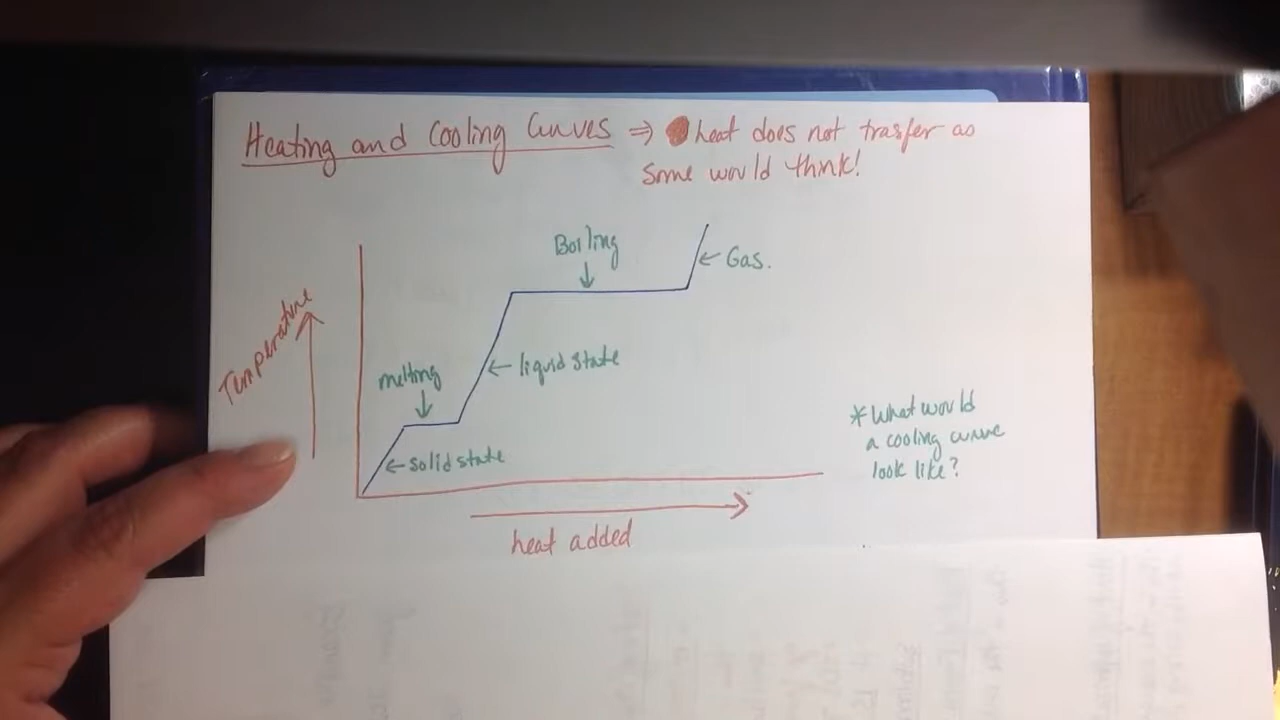 Heating and Cooling Curves ⇒ heat does not trasfer as
some would think!
Boiling
↓
← Gas.
Temperature
melting
↓
← liquid state
← solid state
* What would
a cooling curve
look like?
heat added